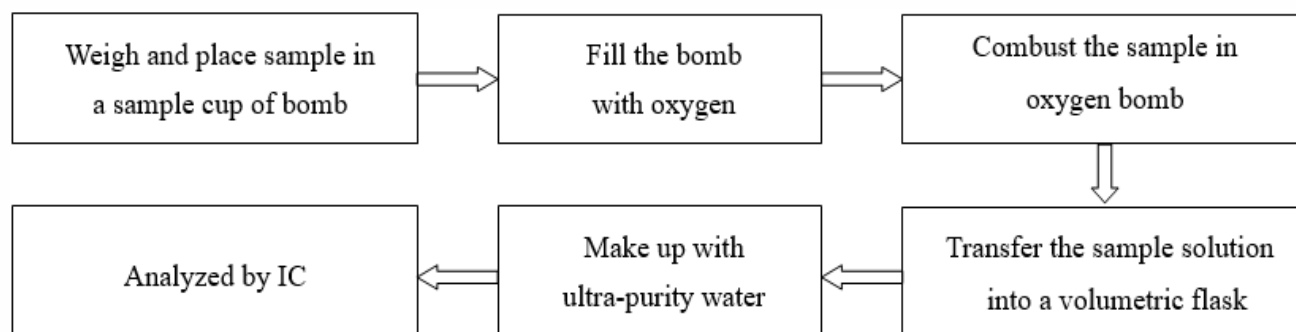 Weigh and place sample in
a sample cup of bomb
Fill the bomb
with oxygen
Combust the sample in
oxygen bomb
Transfer the sample solution
into a volumetric flask
Make up with
ultra-purity water
Analyzed by IC